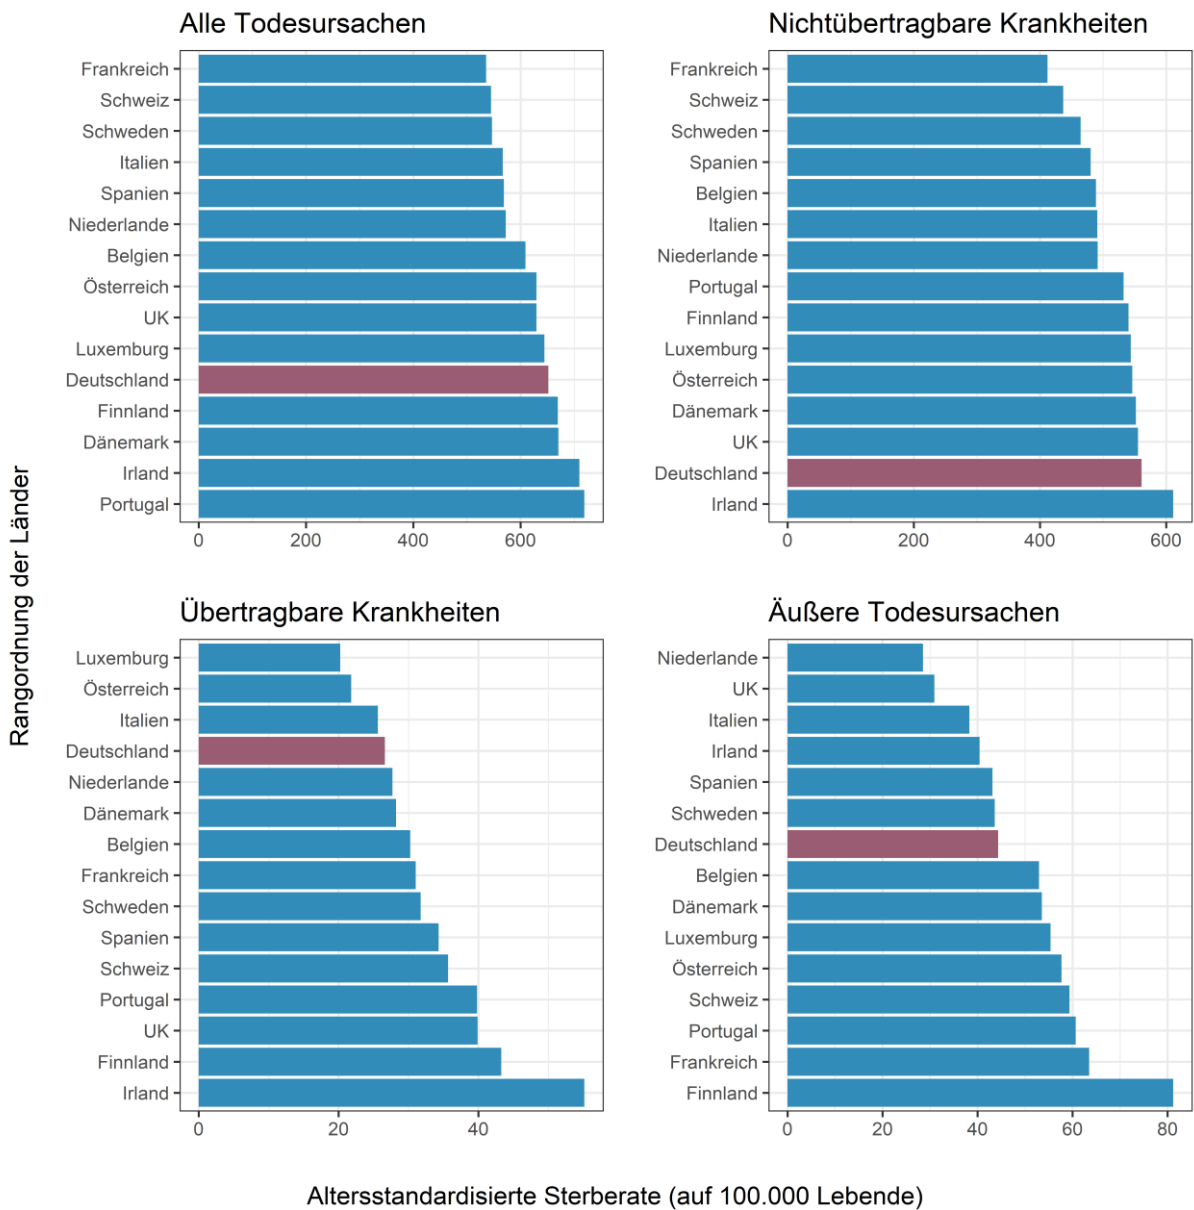 Alle Todesursachen
Frankreich
Schweiz
Schweden
Italien
Spanien
Niederlande
Belgien
Österreich
UK
Luxemburg
Deutschland
Finnland
Dänemark
Irland
Portugal
0 200 400 600
Nichtübertragbare Krankheiten
Frankreich
Schweiz
Schweden
Spanien
Belgien
Italien
Niederlande
Portugal
Finnland
Luxemburg
Österreich
Dänemark
UK
Deutschland
Irland
0 200 400 600
Rangordnung der Länder
Übertragbare Krankheiten
Luxemburg
Österreich
Italien
Deutschland
Niederlande
Dänemark
Belgien
Frankreich
Schweden
Spanien
Schweiz
Portugal
UK
Finnland
Irland
0 20 40
Äußere Todesursachen
Niederlande
UK
Italien
Irland
Spanien
Schweden
Deutschland
Belgien
Dänemark
Luxemburg
Österreich
Schweiz
Portugal
Frankreich
Finnland
0 20 40 60 80
Altersstandardisierte Sterberate (auf 100.000 Lebende)